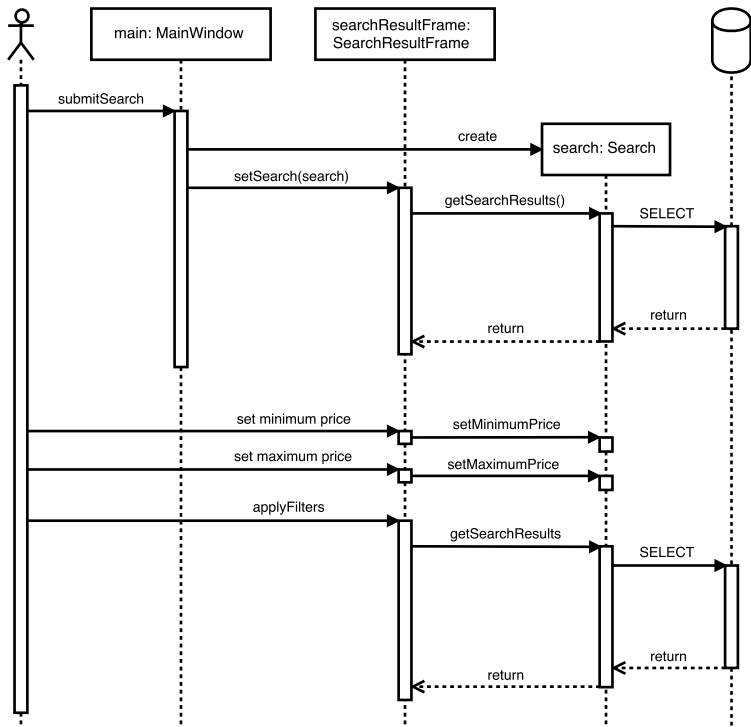 main: MainWindow
searchResultFrame:
SearchResultFrame
submitSearch
create
search: Search
setSearch(search)
getSearchResults()
SELECT
return
return
set minimum price
setMinimumPrice
set maximum price
setMaximumPrice
applyFilters
getSearchResults
SELECT
return
return